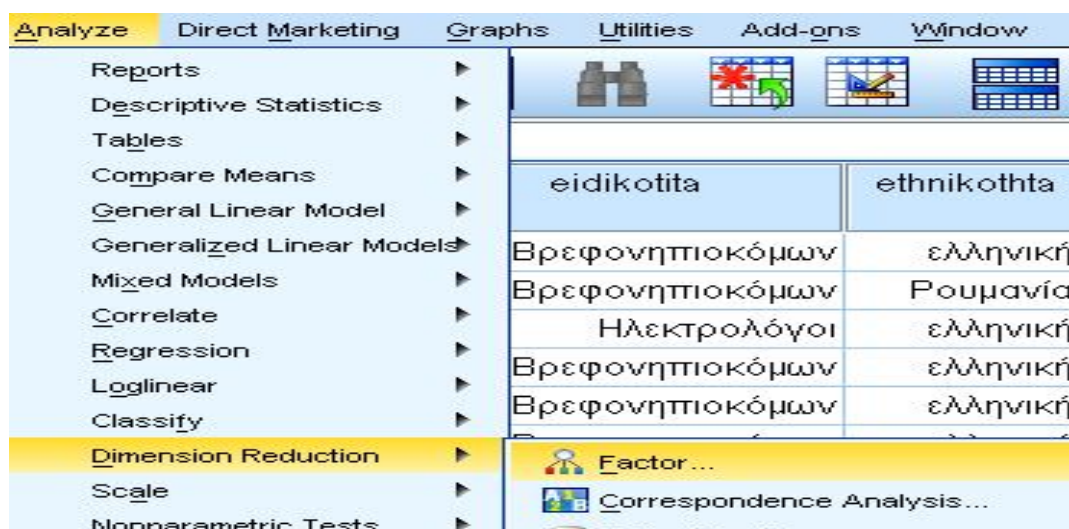 Analyze Direct Marketing Graphs Utilities Add-ons Window
Reports
Descriptive Statistics
Tables
Compare Means
General Linear Model
Generalized Linear Models
Mixed Models
Correlate
Regression
Loglinear
Classify
Dimension Reduction
Scale
Nonparametric Tests
eidikotita ethnikothta
Βρεφονηπιοκόμων ελληνική
Βρεφονηπιοκόμων Ρουμανία
Ηλεκτρολόγοι ελληνική
Βρεφονηπιοκόμων ελληνική
Βρεφονηπιοκόμων ελληνική
Factor...
Correspondence Analysis...